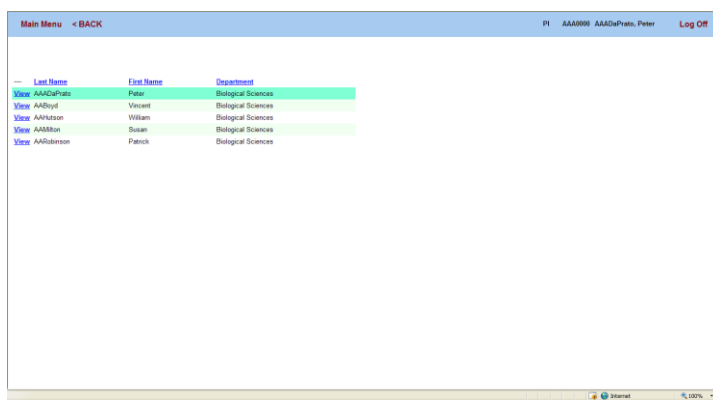 Main Menu < BACK PI AAA0000 AAADaPrato, Peter Log Off
— Last Name First Name Department
View AAADaPrato Peter Biological Sciences
View AABoyd Vincent Biological Sciences
View AAHutson William Biological Sciences
View AAMilton Susan Biological Sciences
View AARobinson Patrick Biological Sciences
Internet 100%